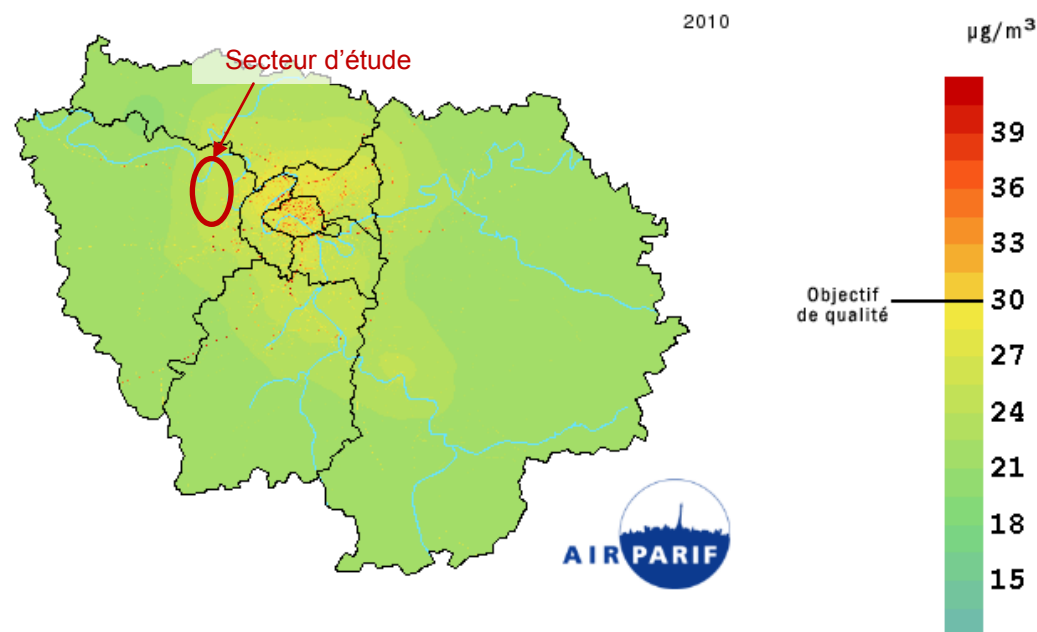 2010
µg/m³
Secteur d'étude
39
36
33
Objectif
de qualité
30
27
24
21
18
15
AIRPARIF